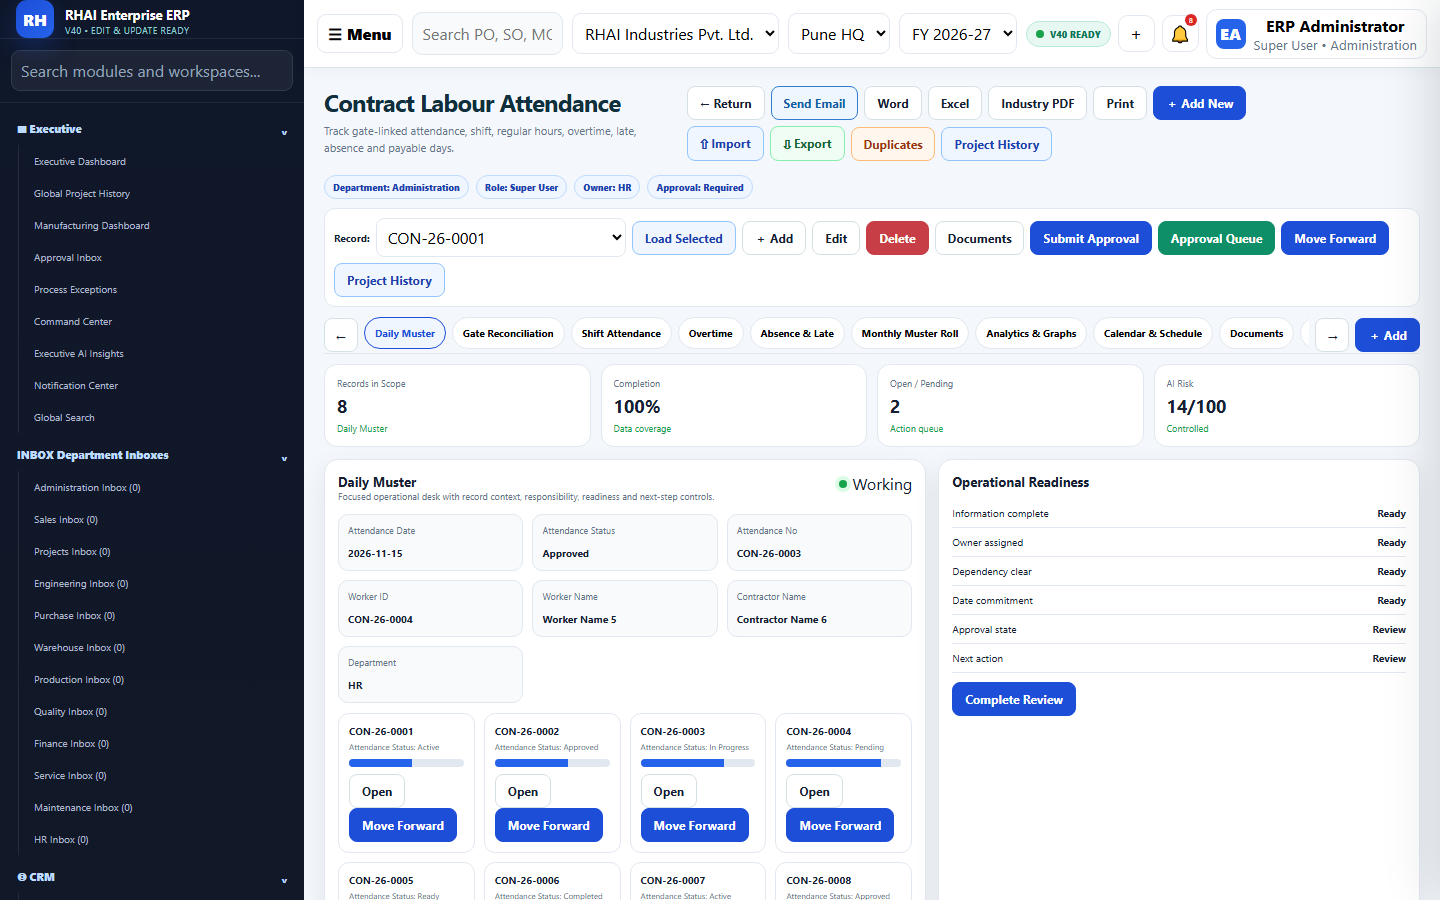 RH
RHAI Enterprise ERP
V40 • EDIT & UPDATE READY
Search modules and workspaces...
Executive
v
Executive Dashboard
Global Project History
Manufacturing Dashboard
Approval Inbox
Process Exceptions
Command Center
Executive AI Insights
Notification Center
Global Search
INBOX Department Inboxes
v
Administration Inbox (0)
Sales Inbox (0)
Projects Inbox (0)
Engineering Inbox (0)
Purchase Inbox (0)
Warehouse Inbox (0)
Production Inbox (0)
Quality Inbox (0)
Finance Inbox (0)
Service Inbox (0)
Maintenance Inbox (0)
HR Inbox (0)
CRM
v
☰ Menu
Search PO, SO, MO
RHAI Industries Pvt. Ltd.
Pune HQ
FY 2026-27
V40 READY
+
8
EA
ERP Administrator
Super User • Administration
Contract Labour Attendance
Track gate-linked attendance, shift, regular hours, overtime, late,
absence and payable days.
← Return
Send Email
Word
Excel
Industry PDF
Print
+ Add New
⇧ Import
⇩ Export
Duplicates
Project History
Department: Administration
Role: Super User
Owner: HR
Approval: Required
Record:
CON-26-0001
Load Selected
+ Add
Edit
Delete
Documents
Submit Approval
Approval Queue
Move Forward
Project History
←
Daily Muster
Gate Reconciliation
Shift Attendance
Overtime
Absence & Late
Monthly Muster Roll
Analytics & Graphs
Calendar & Schedule
Documents
→
+ Add
Records in Scope
8
Daily Muster
Completion
100%
Data coverage
Open / Pending
2
Action queue
AI Risk
14/100
Controlled
Daily Muster
Focused operational desk with record context, responsibility, readiness and next-step controls.
Working
Attendance Date
2026-11-15
Attendance Status
Approved
Attendance No
CON-26-0003
Worker ID
CON-26-0004
Worker Name
Worker Name 5
Contractor Name
Contractor Name 6
Department
HR
CON-26-0001
Attendance Status: Active
Open
Move Forward
CON-26-0002
Attendance Status: Approved
Open
Move Forward
CON-26-0003
Attendance Status: In Progress
Open
Move Forward
CON-26-0004
Attendance Status: Pending
Open
Move Forward
CON-26-0005
Attendance Status: Ready
CON-26-0006
Attendance Status: Completed
CON-26-0007
Attendance Status: Active
CON-26-0008
Attendance Status: Approved
Operational Readiness
Information complete Ready
Owner assigned Ready
Dependency clear Ready
Date commitment Ready
Approval state Review
Next action Review
Complete Review